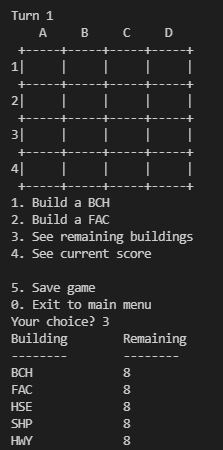 Turn 1
    A     B     C     D
 +-----+-----+-----+-----+
1|     |     |     |     |
 +-----+-----+-----+-----+
2|     |     |     |     |
 +-----+-----+-----+-----+
3|     |     |     |     |
 +-----+-----+-----+-----+
4|     |     |     |     |
 +-----+-----+-----+-----+
1. Build a BCH
2. Build a FAC
3. See remaining buildings
4. See current score

5. Save game
0. Exit to main menu
Your choice? 3
Building        Remaining
--------        --------
BCH             8
FAC             8
HSE             8
SHP             8
HWY             8